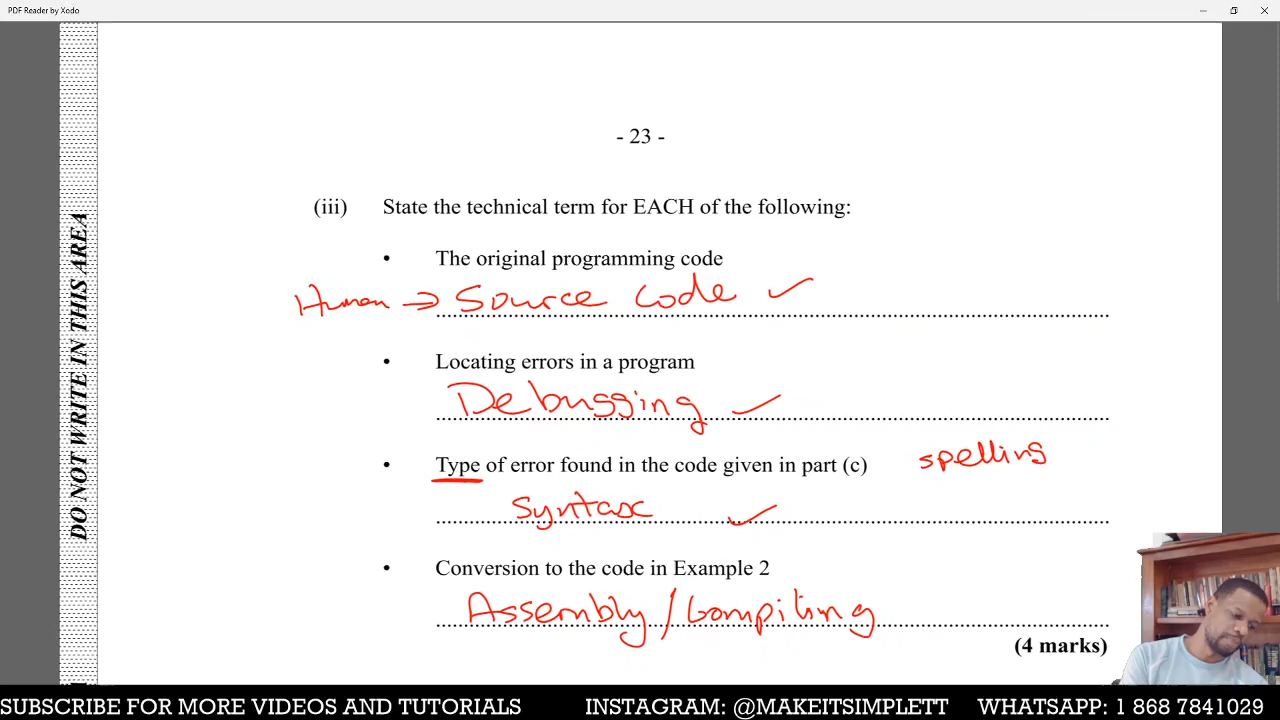 PDF Reader by Xodo
- 23 -
(iii) State the technical term for EACH of the following:
• The original programming code
Human → Source code ✓
• Locating errors in a program
Debugging ✓
• Type of error found in the code given in part (c) spelling
Syntax ✓
• Conversion to the code in Example 2
Assembly/Compiling
(4 marks)
DO NOT WRITE IN THIS AREA
SUBSCRIBE FOR MORE VIDEOS AND TUTORIALS INSTAGRAM: @MAKEITSIMPLETT WHATSAPP: 1 868 7841029